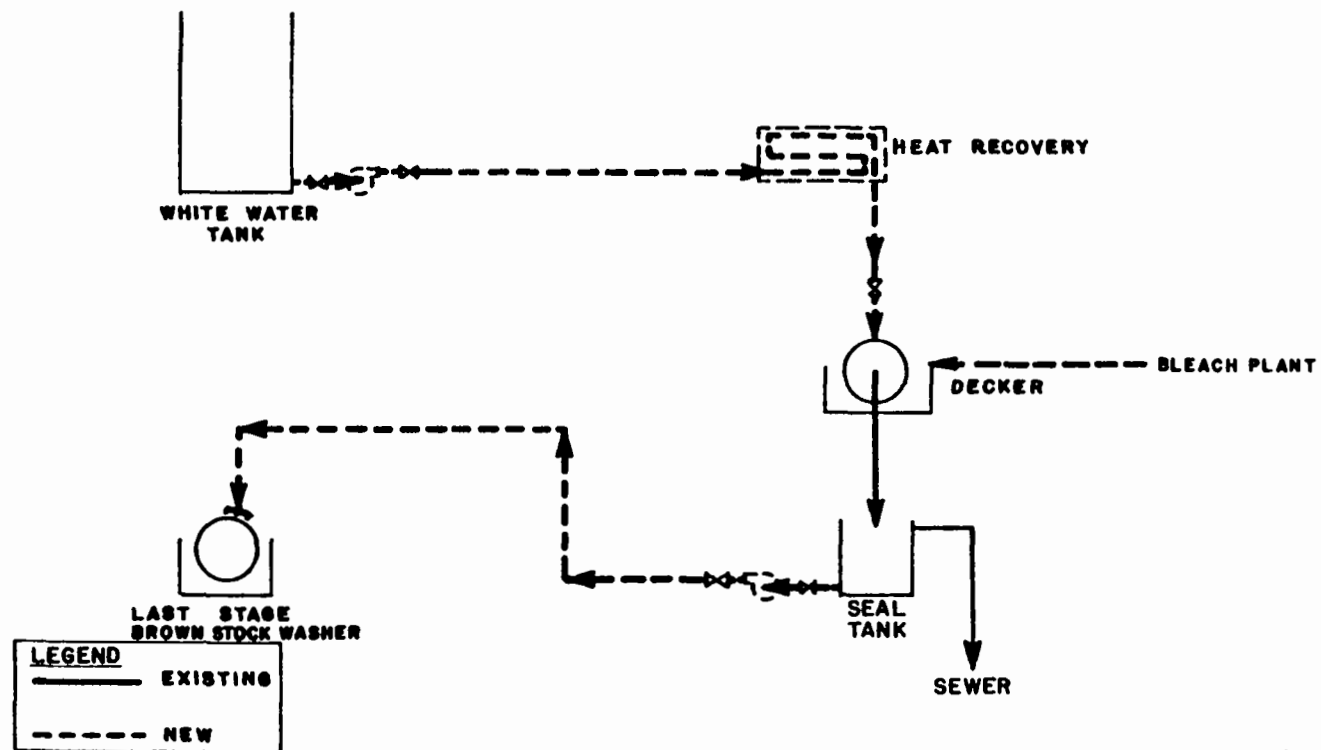 HEAT RECOVERY
WHITE WATER
TANK
BLEACH PLANT
DECKER
LAST STAGE
BROWN STOCK WASHER
SEAL
TANK
SEWER
LEGEND
EXISTING
NEW